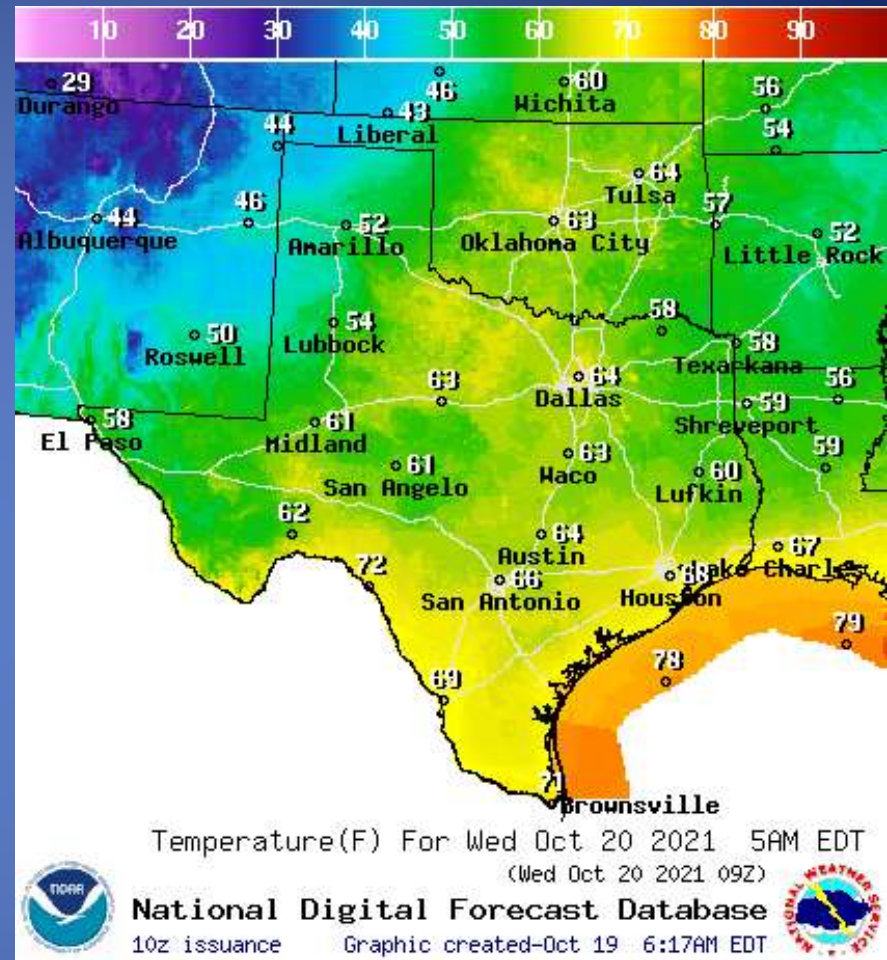 10 20 30 40 50 60 70 80 90
29 46 60 56
Durango Wichita
43
Liberal
44 54
64
Tulsa
44 46 52 63 57 52
Albuquerque Amarillo Oklahoma City Little Rock
50 54 58 58
Roswell Lubbock Texarkana
63 64 56
Dallas
58 61 59
El Paso Midland Shreveport
61 63 60 59
San Angelo Waco Lufkin
62 64 67
Austin Lake Charles
72 66 68
San Antonio Houston
79
69 78
71
Brownsville
Temperature(F) For Wed Oct 20 2021 5AM EDT
(Wed Oct 20 2021 09Z)
National Digital Forecast Database
10z issuance Graphic created-Oct 19 6:17AM EDT
NOAA
NATIONAL WEATHER SERVICE